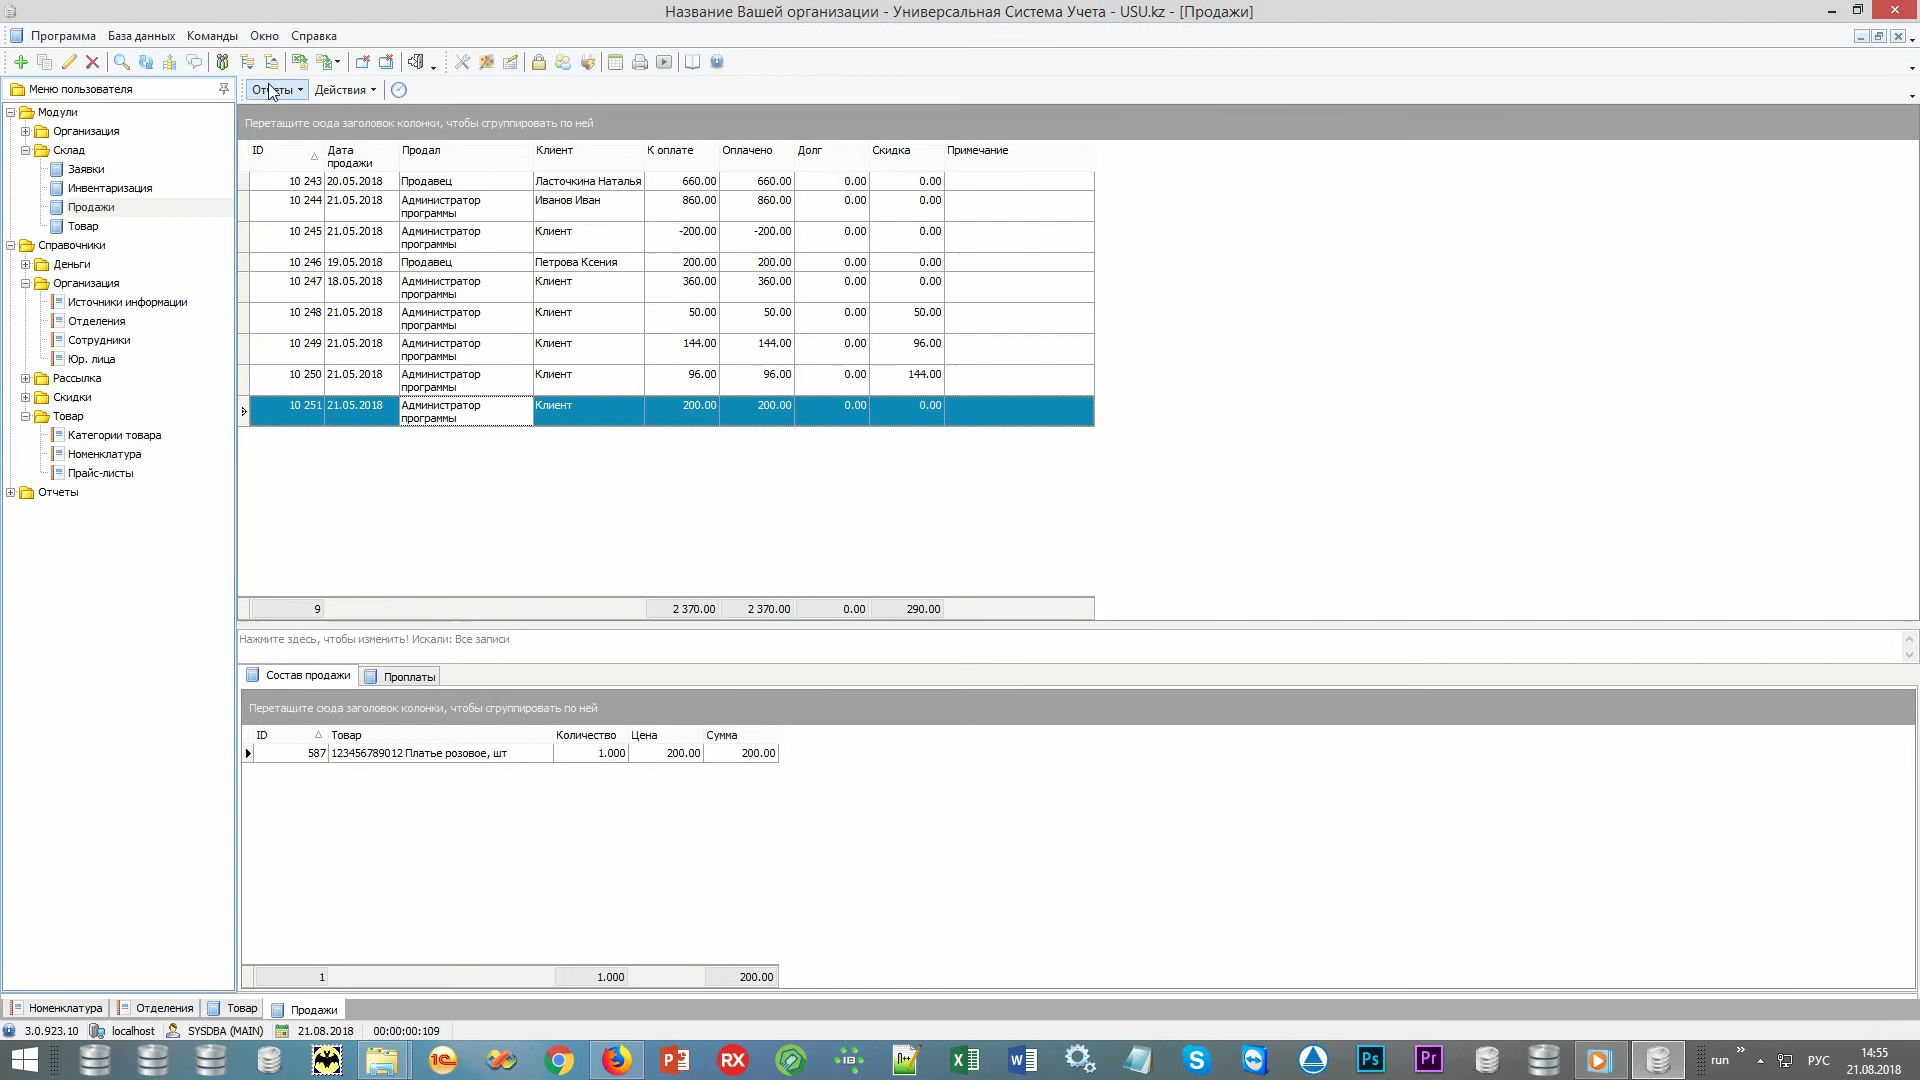 Название Вашей организации - Универсальная Система Учета - USU.kz - [Продажи]
Программа База данных Команды Окно Справка
Меню пользователя
Отчеты Действия
Модули
Организация
Склад
Заявки
Инвентаризация
Продажи
Товар
Справочники
Деньги
Организация
Источники информации
Отделения
Сотрудники
Юр. лица
Рассылка
Скидки
Товар
Категории товара
Номенклатура
Прайс-листы
Отчеты
Перетащите сюда заголовок колонки, чтобы сгруппировать по ней
ID Дата продажи Продал Клиент К оплате Оплачено Долг Скидка Примечание
10 243 20.05.2018 Продавец Ласточкина Наталья 660.00 660.00 0.00 0.00
10 244 21.05.2018 Администратор программы Иванов Иван 860.00 860.00 0.00 0.00
10 245 21.05.2018 Администратор программы Клиент -200.00 -200.00 0.00 0.00
10 246 19.05.2018 Продавец Петрова Ксения 200.00 200.00 0.00 0.00
10 247 18.05.2018 Администратор программы Клиент 360.00 360.00 0.00 0.00
10 248 21.05.2018 Администратор программы Клиент 50.00 50.00 0.00 50.00
10 249 21.05.2018 Администратор программы Клиент 144.00 144.00 0.00 96.00
10 250 21.05.2018 Администратор программы Клиент 96.00 96.00 0.00 144.00
10 251 21.05.2018 Администратор программы Клиент 200.00 200.00 0.00 0.00
9 2 370.00 2 370.00 0.00 290.00
Нажмите здесь, чтобы изменить! Искали: Все записи
Состав продажи Проплаты
Перетащите сюда заголовок колонки, чтобы сгруппировать по ней
ID Товар Количество Цена Сумма
587 123456789012 Платье розовое, шт 1.000 200.00 200.00
1 1.000 200.00
Номенклатура Отделения Товар Продажи
3.0.923.10 localhost SYSDBA (MAIN) 21.08.2018 00:00:00:109
1C P RX IB N++ X W S Ps Pr run » РУС 14:55
21.08.2018